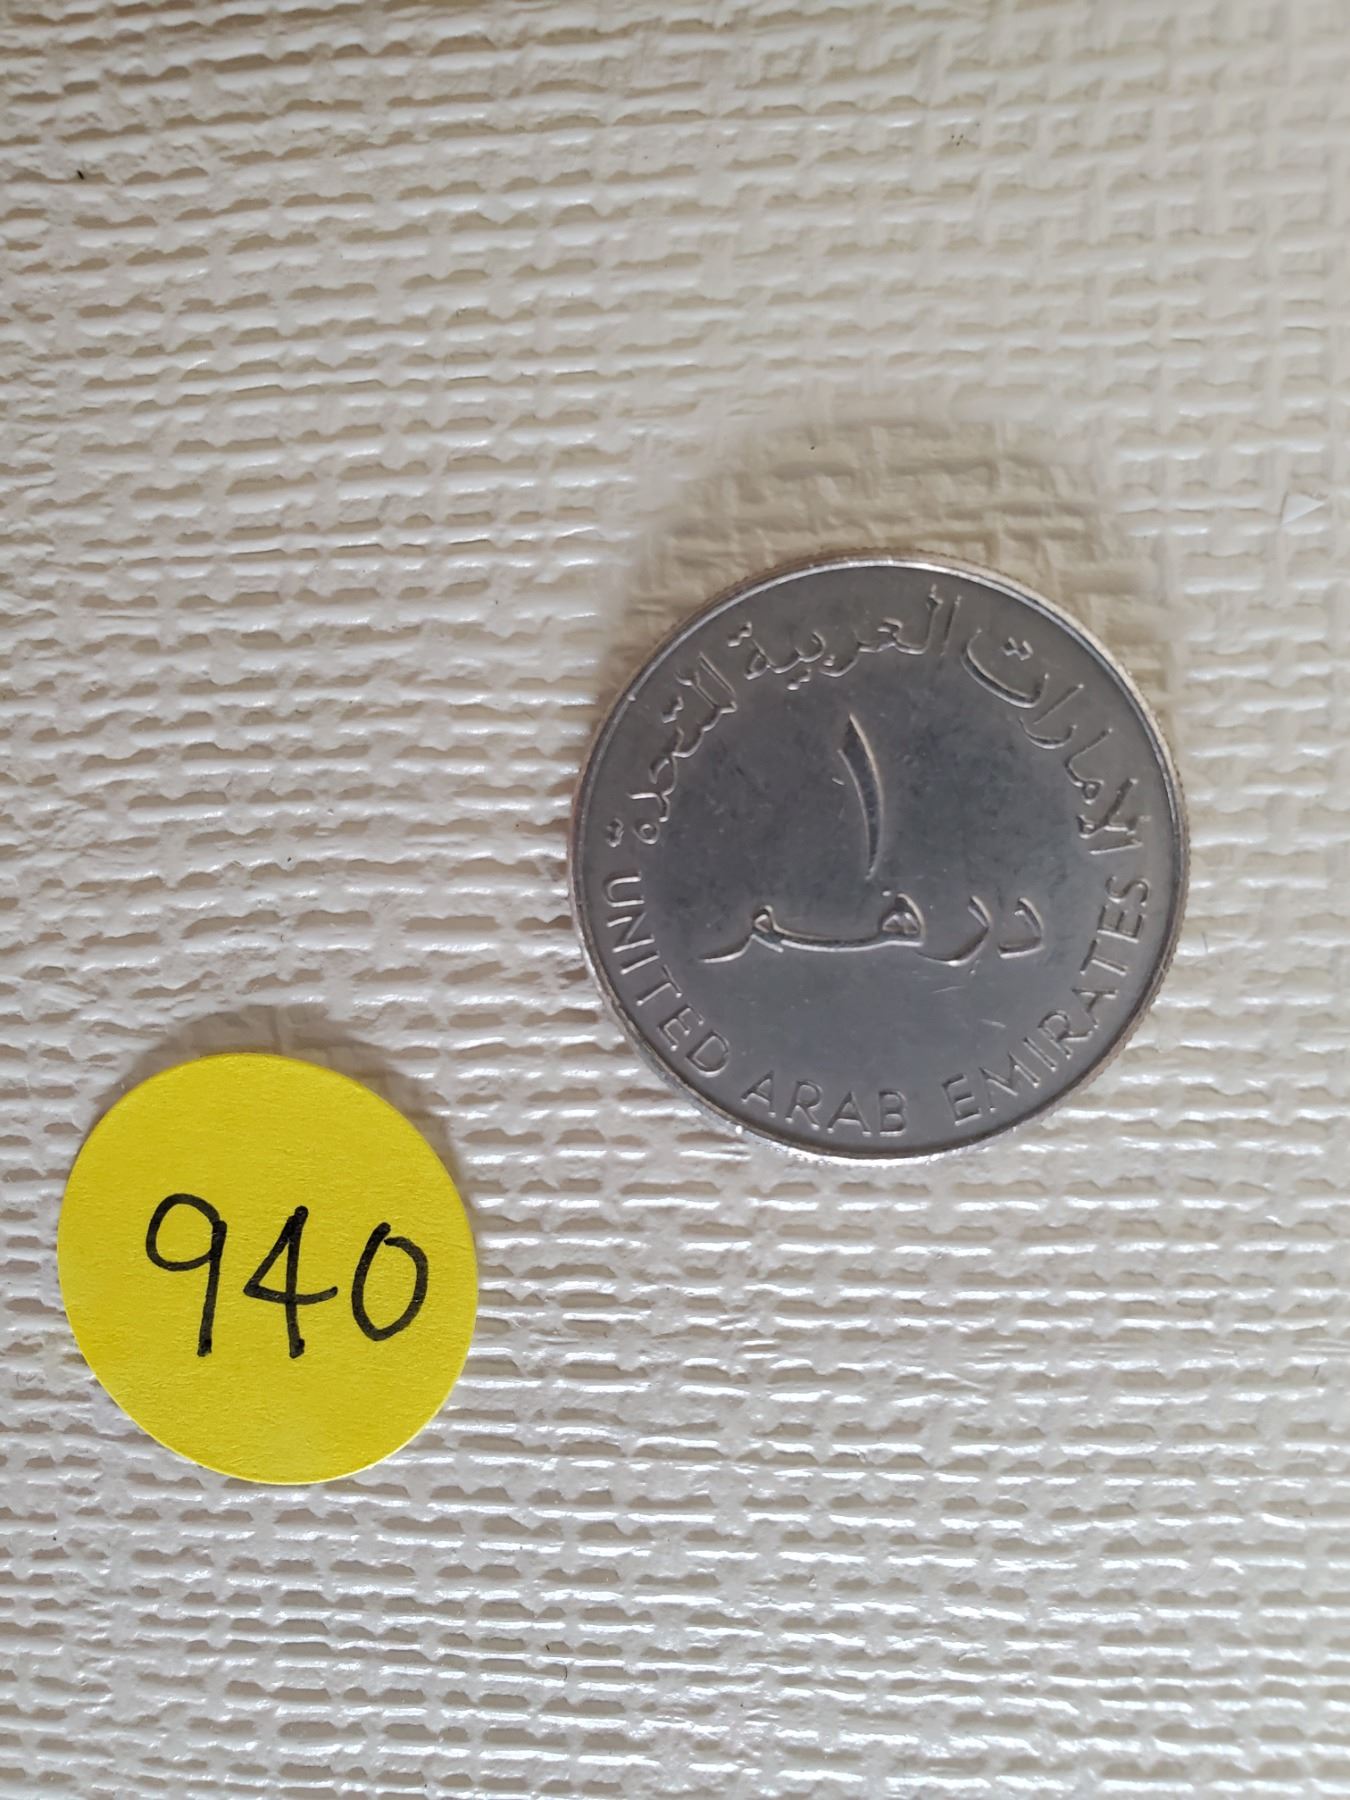 الامارات العربية المتحدة
١
درهم
UNITED ARAB EMIRATES
940